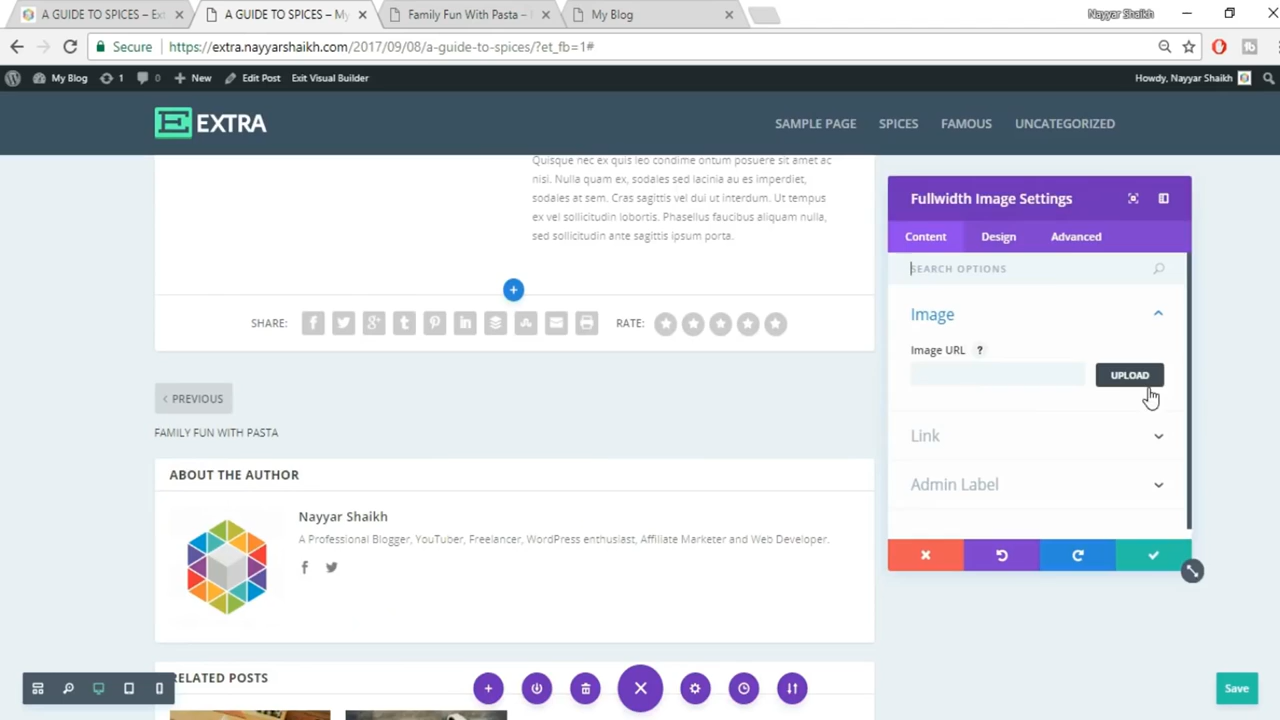 A GUIDE TO SPICES – Ext
A GUIDE TO SPICES – My
Family Fun With Pasta –
My Blog
Nayyar Shaikh
Secure
https://extra.nayyarshaikh.com/2017/09/08/a-guide-to-spices/?et_fb=1#
My Blog
1
New
Edit Post
Exit Visual Builder
Howdy, Nayyar Shaikh
E EXTRA
SAMPLE PAGE
SPICES
FAMOUS
UNCATEGORIZED
Quisque nec ex quis leo condime ontum posuere sit amet ac
nisi. Nulla quam ex, sodales sed lacinia au es imperdiet,
sodales at sem. Cras sagittis vel dui ut interdum. Ut tempus
ex vel sollicitudin lobortis. Phasellus faucibus aliquam nulla,
sed sollicitudin ante sagittis ipsum porta.
SHARE:
RATE:
< PREVIOUS
FAMILY FUN WITH PASTA
ABOUT THE AUTHOR
Nayyar Shaikh
A Professional Blogger, YouTuber, Freelancer, WordPress enthusiast, Affiliate Marketer and Web Developer.
RELATED POSTS
Fullwidth Image Settings
Content
Design
Advanced
SEARCH OPTIONS
Image
Image URL ?
UPLOAD
Link
Admin Label
Save